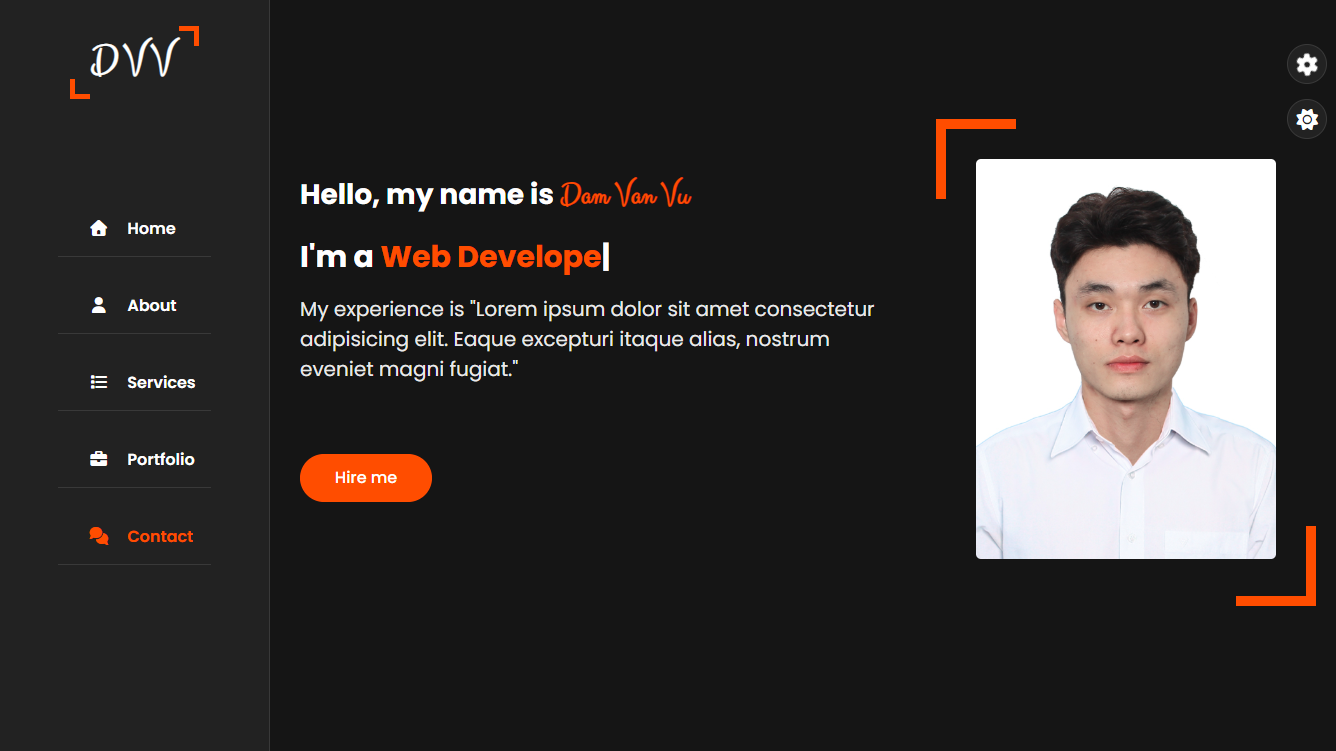 DVV
Home
About
Services
Portfolio
Contact
Hello, my name is Dam Van Vu
I'm a Web Develope|
My experience is "Lorem ipsum dolor sit amet consectetur
adipisicing elit. Eaque excepturi itaque alias, nostrum
eveniet magni fugiat."
Hire me